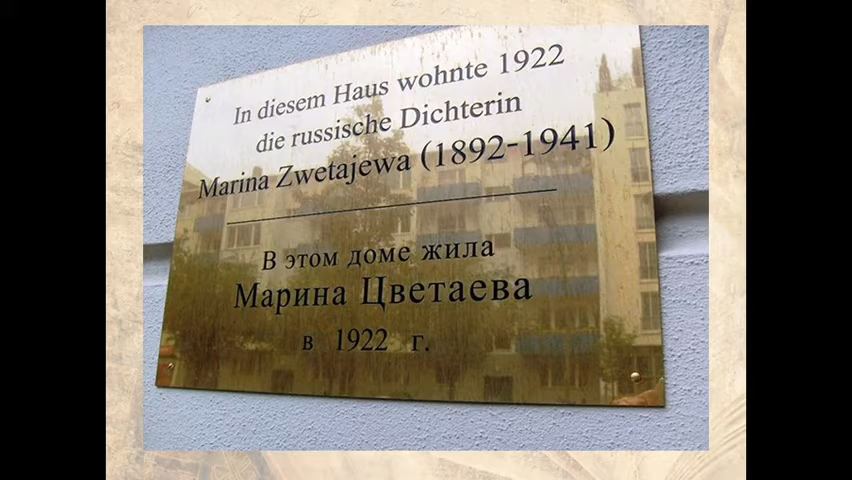 In diesem Haus wohnte 1922
die russische Dichterin
Marina Zwetajewa (1892-1941)
В этом доме жила
Марина Цветаева
в 1922 г.